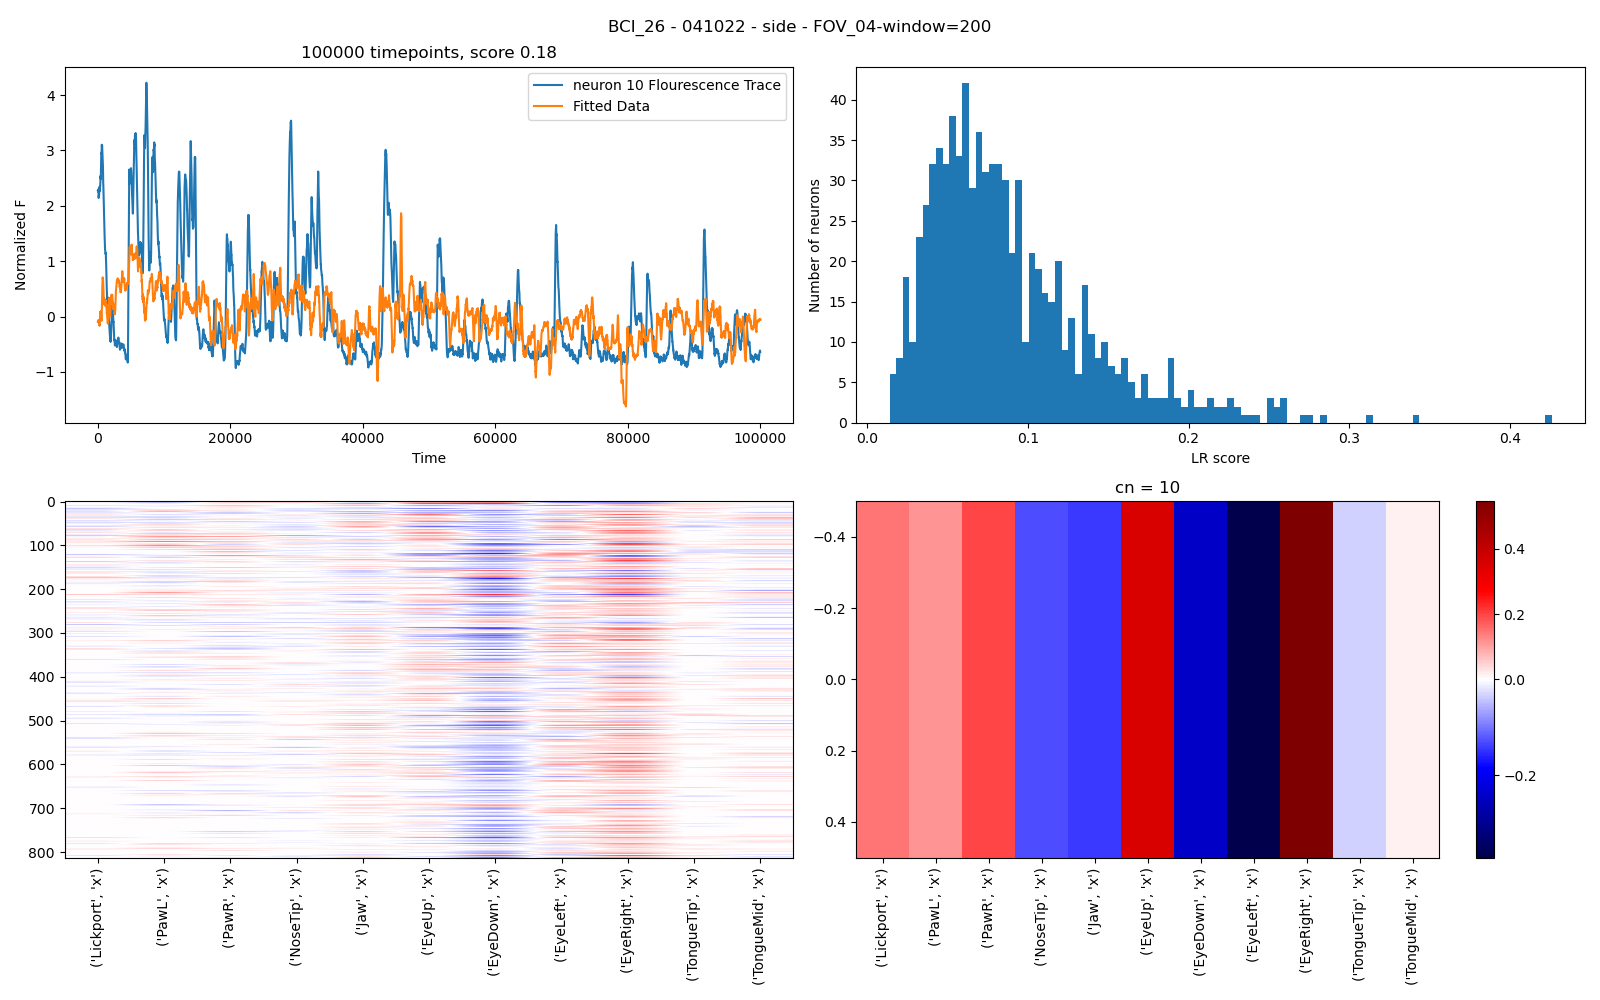 BCI_26 - 041022 - side - FOV_04-window=200
100000 timepoints, score 0.18
neuron 10 Flourescence Trace
Fitted Data
Normalized F
4
3
2
1
0
−1
0
20000
40000
60000
80000
100000
Time
Number of neurons
40
35
30
25
20
15
10
5
0
0.0
0.1
0.2
0.3
0.4
LR score
0
100
200
300
400
500
600
700
800
('Lickport', 'x')
('PawL', 'x')
('PawR', 'x')
('NoseTip', 'x')
('Jaw', 'x')
('EyeUp', 'x')
('EyeDown', 'x')
('EyeLeft', 'x')
('EyeRight', 'x')
('TongueTip', 'x')
('TongueMid', 'x')
cn = 10
−0.4
−0.2
0.0
0.2
0.4
('Lickport', 'x')
('PawL', 'x')
('PawR', 'x')
('NoseTip', 'x')
('Jaw', 'x')
('EyeUp', 'x')
('EyeDown', 'x')
('EyeLeft', 'x')
('EyeRight', 'x')
('TongueTip', 'x')
('TongueMid', 'x')
0.4
0.2
0.0
−0.2